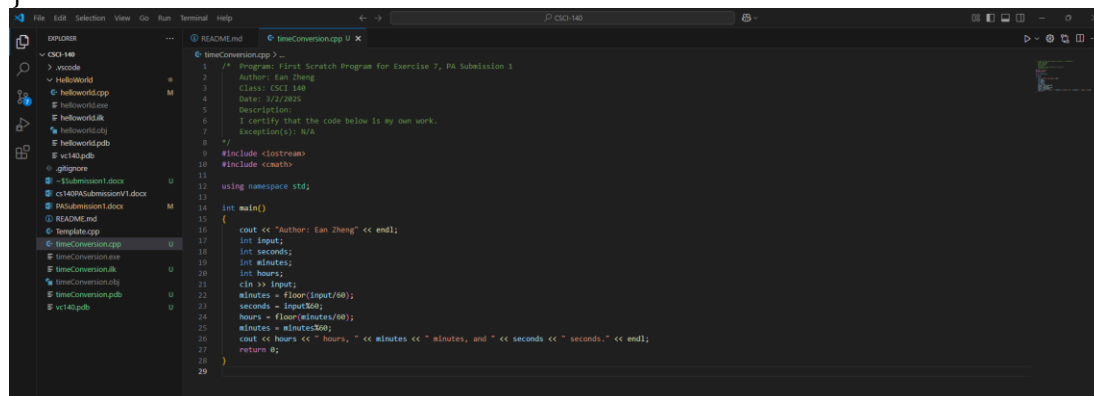 }
File Edit Selection View Go Run Terminal Help
CSCI-140
EXPLORER
README.md
timeConversion.cpp U
CSCI-140
timeConversion.cpp > ...
.vscode
HelloWorld
helloworld.cpp M
helloworld.exe
helloworld.ilk
helloworld.obj
helloworld.pdb
vc140.pdb
.gitignore
~$Submission1.docx U
cs140PASubmissionV1.docx
PASubmission1.docx M
README.md
Template.cpp
timeConversion.cpp U
timeConversion.exe
timeConversion.ilk U
timeConversion.obj
timeConversion.pdb U
vc140.pdb U
1 /* Program: First Scratch Program for Exercise 7, PA Submission 1
2 Author: Ean Zheng
3 Class: CSCI 140
4 Date: 3/2/2025
5 Description:
6 I certify that the code below is my own work.
7 Exception(s): N/A
8 */
9 #include <iostream>
10 #include <cmath>
11
12 using namespace std;
13
14 int main()
15 {
16 cout << "Author: Ean Zheng" << endl;
17 int input;
18 int seconds;
19 int minutes;
20 int hours;
21 cin >> input;
22 minutes = floor(input/60);
23 seconds = input%60;
24 hours = floor(minutes/60);
25 minutes = minutes%60;
26 cout << hours << " hours, " << minutes << " minutes, and " << seconds << " seconds." << endl;
27 return 0;
28 }
29